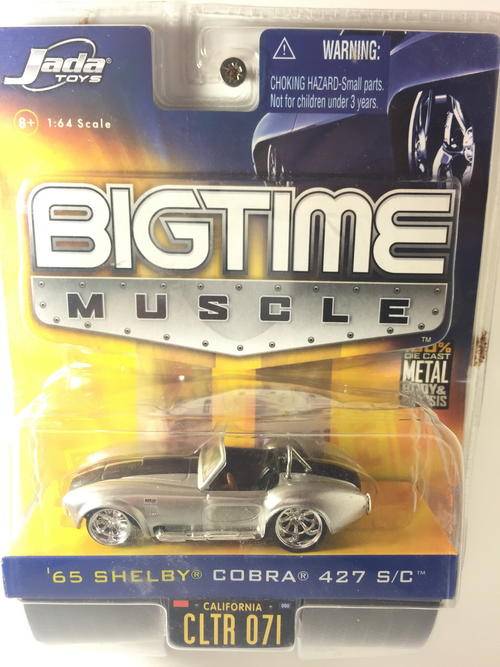 Jada®
TOYS
WARNING:
CHOKING HAZARD-Small parts.
Not for children under 3 years.
8+ 1:64 Scale
BIGTIME
MUSCLE™
DIE CAST
METAL
'65 SHELBY® COBRA® 427 S/C™
CALIFORNIA
CLTR 071